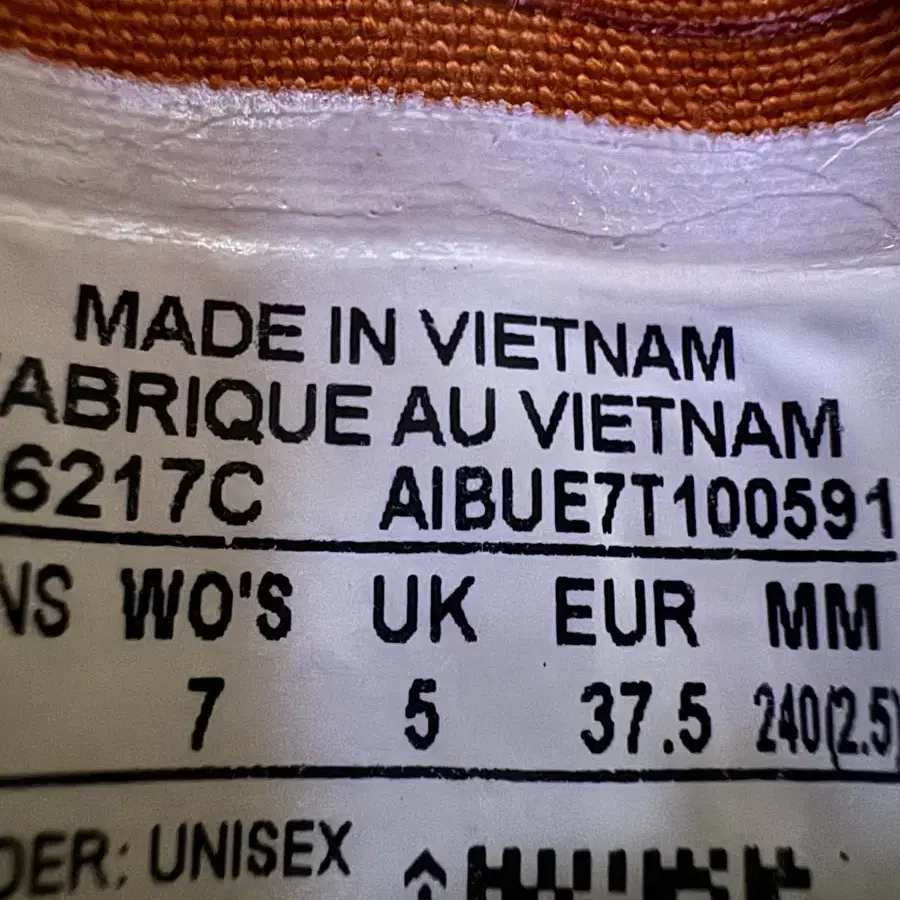 MADE IN VIETNAM
ABRIQUE AU VIETNAM
6217C AIBUE7T100591
NS WO'S UK EUR MM
7 5 37.5 240(2.5)
DER: UNISEX